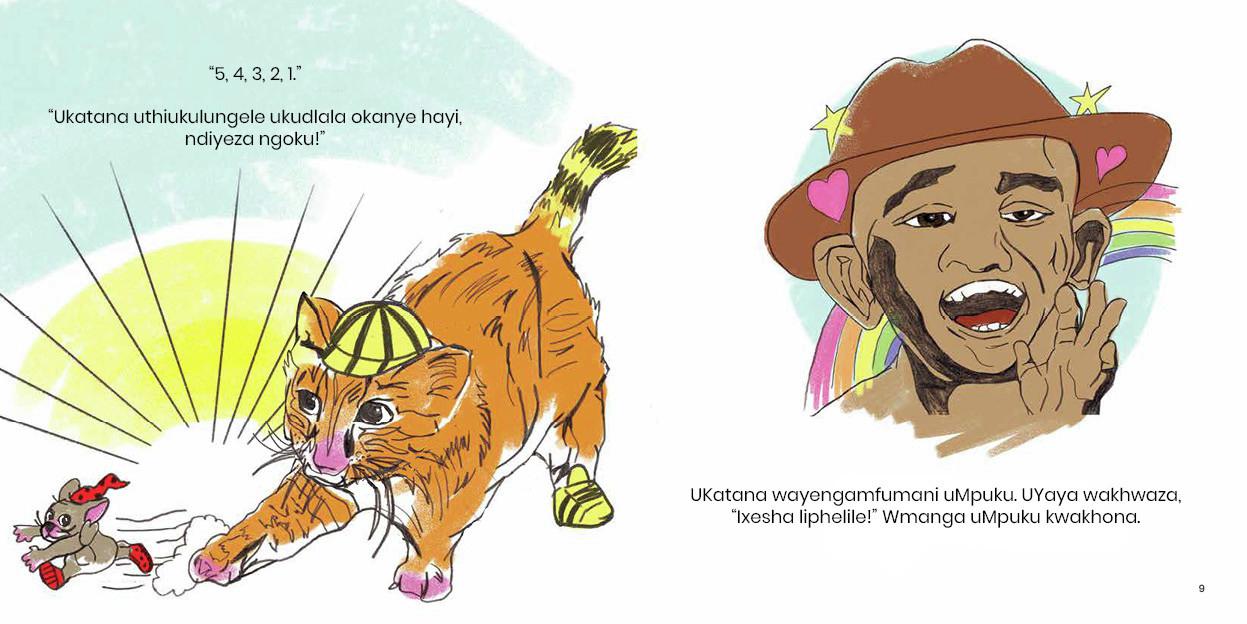 “5, 4, 3, 2, 1.”
“Ukatana uthiukulungele ukudlala okanye hayi,
ndiyeza ngoku!”
UKatana wayengamfumani uMpuku. UYaya wakhwaza,
“Ixesha liphelile!” Wmanga uMpuku kwakhona.
9